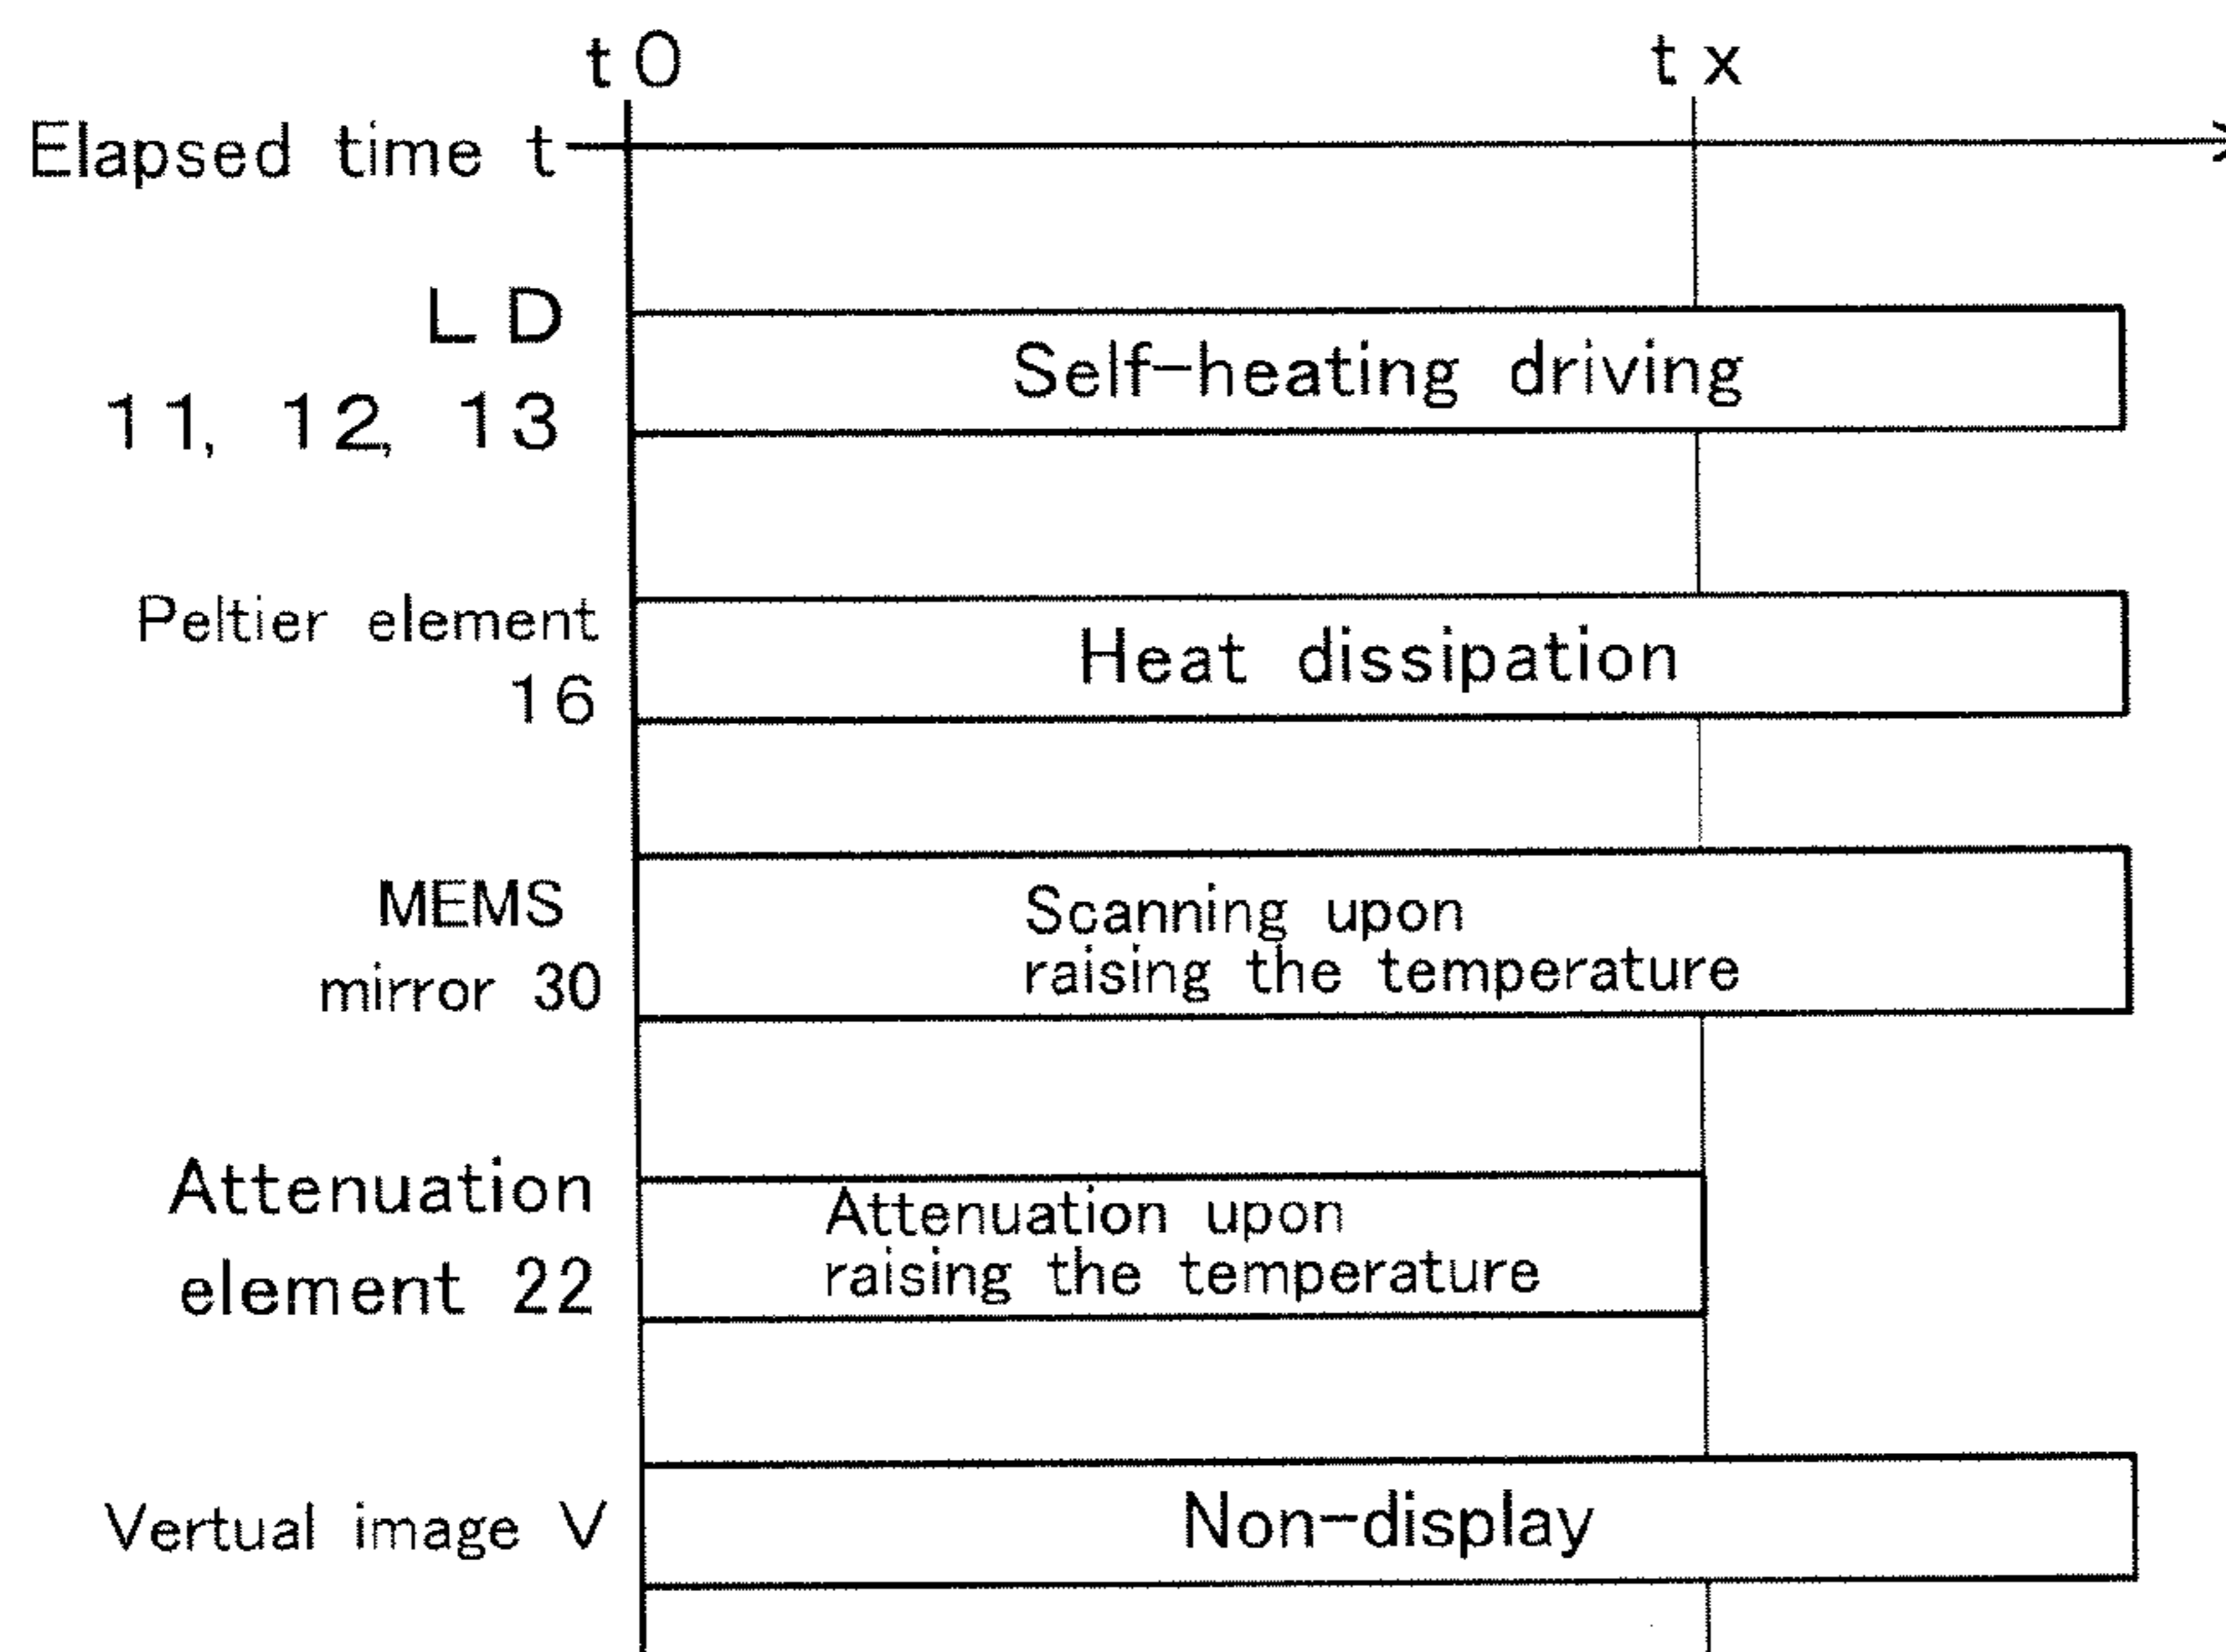 t0 tx
Elapsed time t
LD
11, 12, 13
Self-heating driving
Peltier element
16
Heat dissipation
MEMS
mirror 30
Scanning upon
raising the temperature
Attenuation
element 22
Attenuation upon
raising the temperature
Vertual image V
Non-display